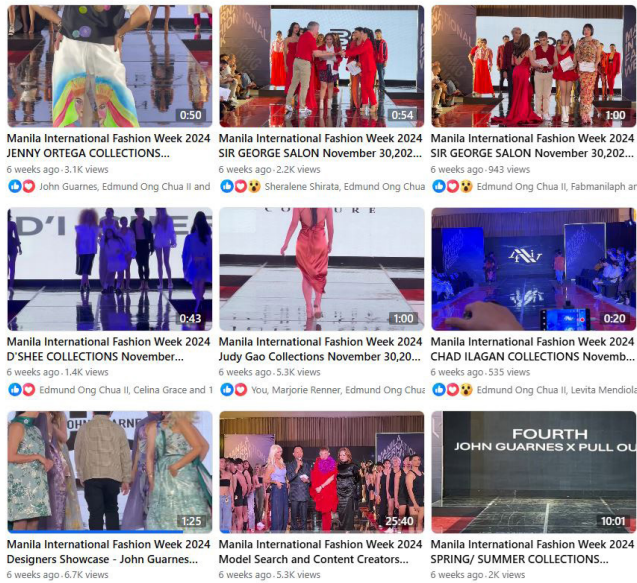 0:50
Manila International Fashion Week 2024
JENNY ORTEGA COLLECTIONS...
6 weeks ago · 3.1K views
John Guarnes, Edmund Ong Chua II and
0:54
Manila International Fashion Week 2024
SIR GEORGE SALON November 30,202...
6 weeks ago · 2.2K views
Sheralene Shirata, Edmund Ong Chua
1:00
Manila International Fashion Week 2024
SIR GEORGE SALON November 30,202...
6 weeks ago · 943 views
Edmund Ong Chua II, Fabmanilaph ar
D'I
0:43
Manila International Fashion Week 2024
D'SHEE COLLECTIONS November...
6 weeks ago · 1.4K views
Edmund Ong Chua II, Celina Grace and 1
COUTURE
1:00
Manila International Fashion Week 2024
Judy Gao Collections November 30,20...
6 weeks ago · 5.3K views
You, Marjorie Renner, Edmund Ong Chua
0:20
Manila International Fashion Week 2024
CHAD ILAGAN COLLECTIONS Novemb...
6 weeks ago · 535 views
Edmund Ong Chua II, Levita Mendiola
JOHN GUARNE
1:25
Manila International Fashion Week 2024
Designers Showcase - John Guarnes...
6 weeks ago · 6.7K views
25:40
Manila International Fashion Week 2024
Model Search and Content Creators...
6 weeks ago · 5.3K views
FOURTH
JOHN GUARNES X PULL OU
10:01
Manila International Fashion Week 2024
SPRING/ SUMMER COLLECTIONS...
6 weeks ago · 2K views